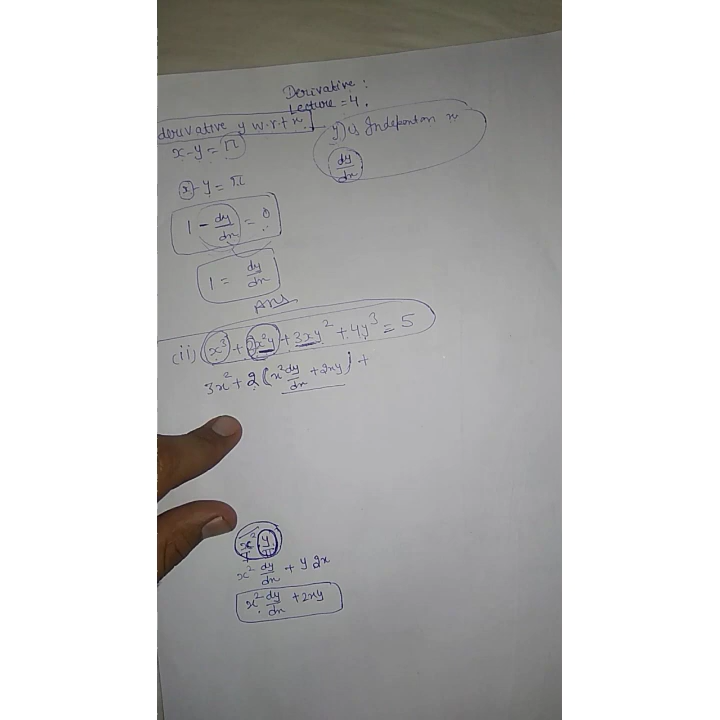 Derivative :
Lecture = 4.
derivative y w.r.t x.
y is Independen x
dy/dx
x - y = π
x - y = π
1 - dy/dx = 0
1 = dy/dx
Ans
(ii) x³ + 2x²y + 3xy² + 4y³ = 5
3x² + 2(x² dy/dx + 2xy) +
x² y
x² dy/dx + y 2x
x² dy/dx + 2xy